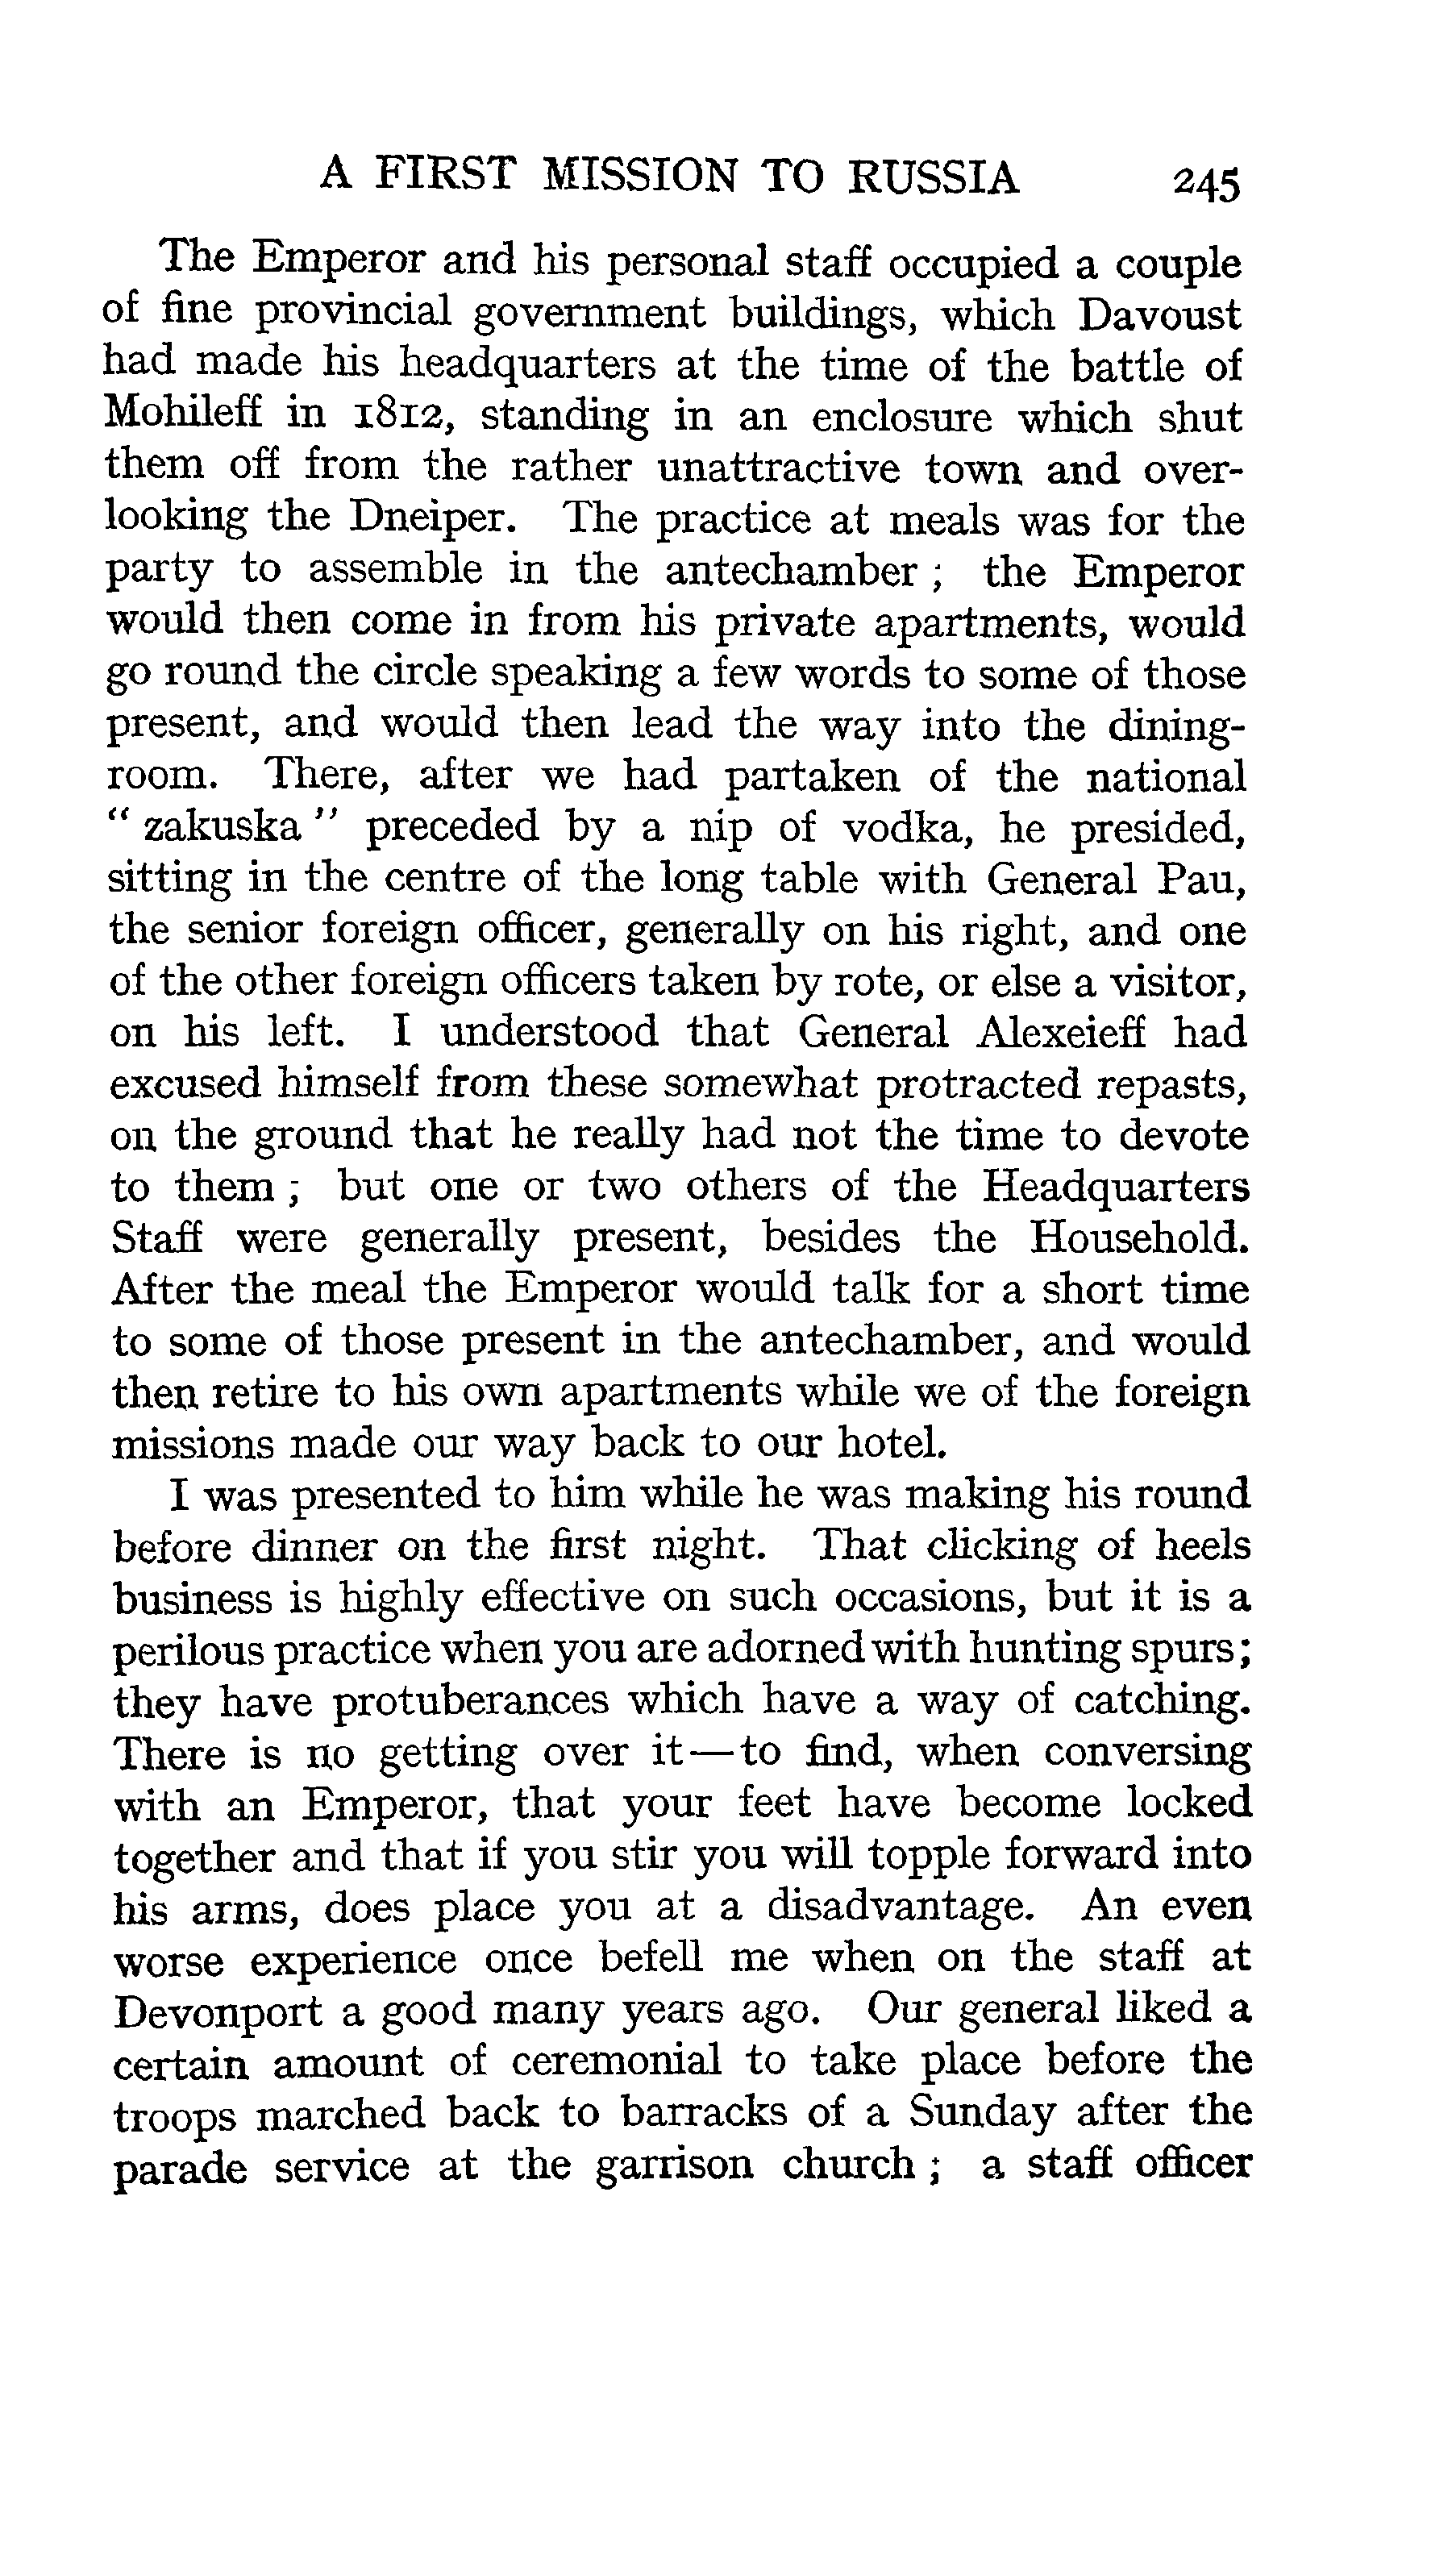 A FIRST MISSION TO RUSSIA 245
The Emperor and his personal staff occupied a couple
of fine provincial government buildings, which Davoust
had made his headquarters at the time of the battle of
Mohileff in 1812, standing in an enclosure which shut
them off from the rather unattractive town and over-
looking the Dneiper. The practice at meals was for the
party to assemble in the antechamber ; the Emperor
would then come in from his private apartments, would
go round the circle speaking a few words to some of those
present, and would then lead the way into the dining-
room. There, after we had partaken of the national
“ zakuska ” preceded by a nip of vodka, he presided,
sitting in the centre of the long table with General Pau,
the senior foreign officer, generally on his right, and one
of the other foreign officers taken by rote, or else a visitor,
on his left. I understood that General Alexeieff had
excused himself from these somewhat protracted repasts,
on the ground that he really had not the time to devote
to them ; but one or two others of the Headquarters
Staff were generally present, besides the Household.
After the meal the Emperor would talk for a short time
to some of those present in the antechamber, and would
then retire to his own apartments while we of the foreign
missions made our way back to our hotel.
I was presented to him while he was making his round
before dinner on the first night. That clicking of heels
business is highly effective on such occasions, but it is a
perilous practice when you are adorned with hunting spurs;
they have protuberances which have a way of catching.
There is no getting over it—to find, when conversing
with an Emperor, that your feet have become locked
together and that if you stir you will topple forward into
his arms, does place you at a disadvantage. An even
worse experience once befell me when on the staff at
Devonport a good many years ago. Our general liked a
certain amount of ceremonial to take place before the
troops marched back to barracks of a Sunday after the
parade service at the garrison church ; a staff officer